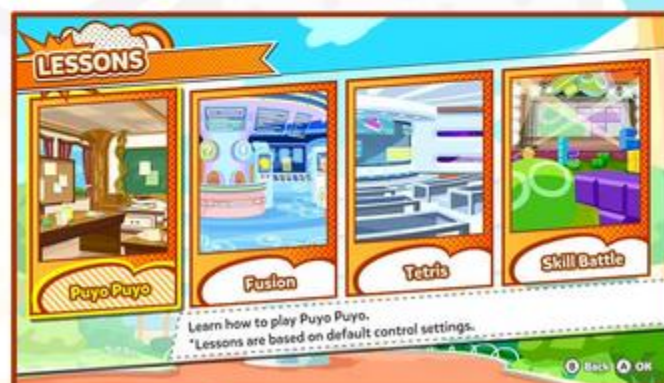 LESSONS
Puyo Puyo
Fusion
Tetris
Skill Battle
Learn how to play Puyo Puyo.
*Lessons are based on default control settings.
B Back A OK